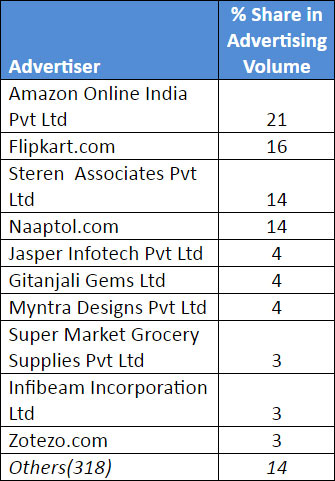 % Share in
Advertising
Advertiser Volume
Amazon Online India
Pvt Ltd 21
Flipkart.com 16
Steren  Associates Pvt
Ltd 14
Naaptol.com 14
Jasper Infotech Pvt Ltd 4
Gitanjali Gems Ltd 4
Myntra Designs Pvt Ltd 4
Super Market Grocery
Supplies Pvt Ltd 3
Infibeam Incorporation
Ltd 3
Zotezo.com 3
Others(318) 14